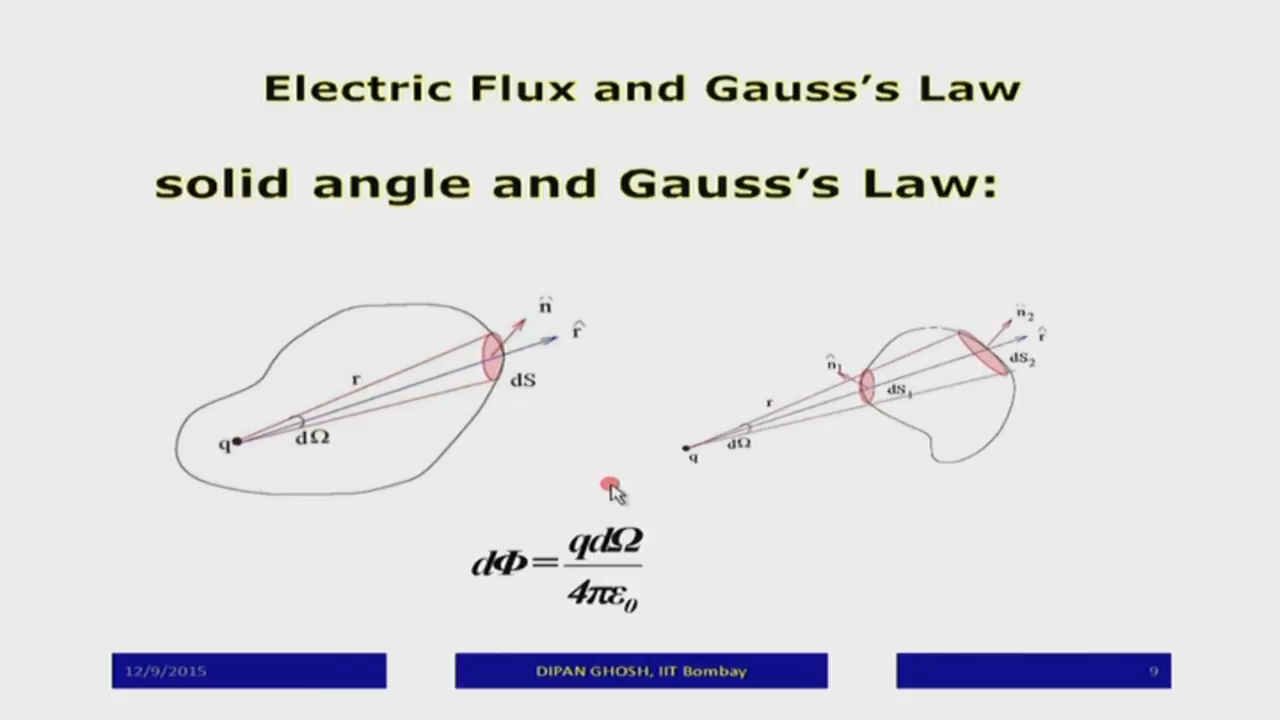 Electric Flux and Gauss's Law
solid angle and Gauss's Law:
n̂
r̂
r
dS
dΩ
q
n̂₂
r̂
n̂₁
dS₂
dS₁
r
dΩ
q
dΦ = qdΩ / 4πε₀
12/9/2015
DIPAN GHOSH, IIT Bombay
9